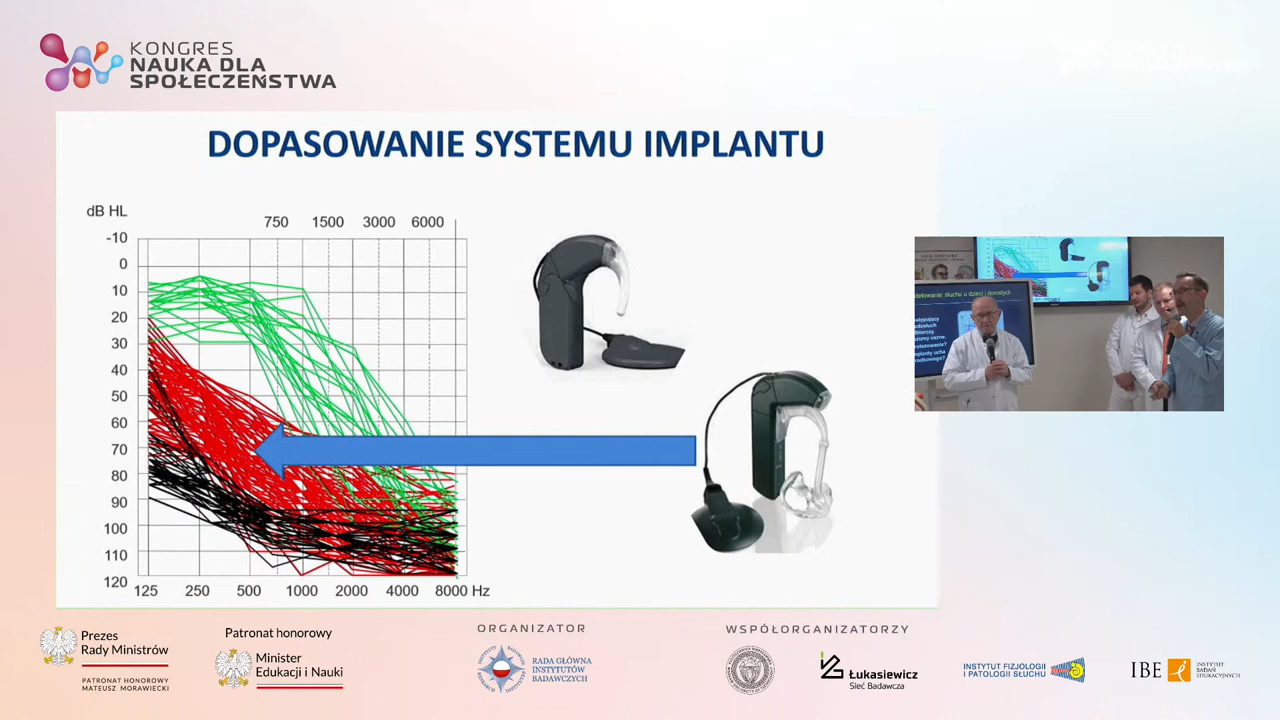 KONGRES
NAUKA DLA
SPOŁECZEŃSTWA
DOPASOWANIE SYSTEMU IMPLANTU
dB HL
750 1500 3000 6000
-10
0
10
20
30
40
50
60
70
80
90
100
110
120
125 250 500 1000 2000 4000 8000 Hz
słuchu u dzieci i dorosłych
Prezes
Rady Ministrów
PATRONAT HONOROWY
MATEUSZ MORAWIECKI
Patronat honorowy
Minister
Edukacji i Nauki
ORGANIZATOR
RADA GŁÓWNA
INSTYTUTÓW
BADAWCZYCH
WSPÓŁORGANIZATORZY
Łukasiewicz
Sieć Badawcza
INSTYTUT FIZJOLOGII
I PATOLOGII SŁUCHU
IBE
INSTYTUT
BADAŃ
EDUKACYJNYCH